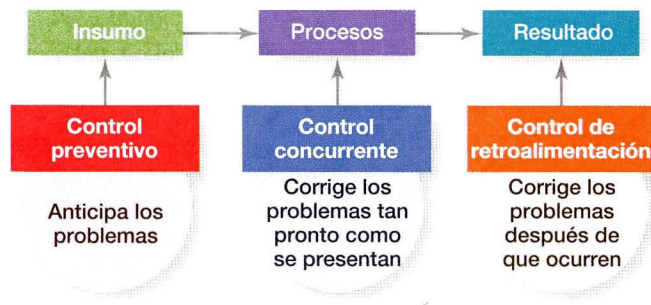 Insumo
Procesos
Resultado
Control
preventivo
Anticipa los
problemas
Control
concurrente
Corrige los
problemas tan
pronto como
se presentan
Control de
retroalimentación
Corrige los
problemas
después de
que ocurren